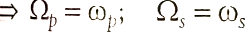 ⇒ Ω_p = ω_p; Ω_s = ω_s